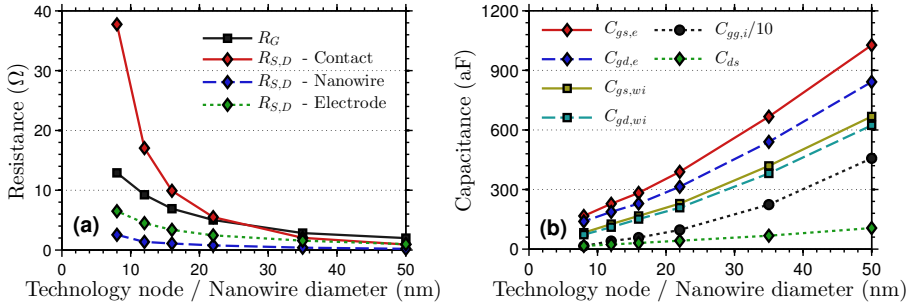 40
30
20
10
0
Resistance (Ω)
R_G
R_{S,D} - Contact
R_{S,D} - Nanowire
R_{S,D} - Electrode
(a)
0 10 20 30 40 50
Technology node / Nanowire diameter (nm)
1200
900
600
300
0
Capacitance (aF)
C_{gs,e}
C_{gd,e}
C_{gs,wi}
C_{gd,wi}
C_{gg,i}/10
C_{ds}
(b)
0 10 20 30 40 50
Technology node / Nanowire diameter (nm)